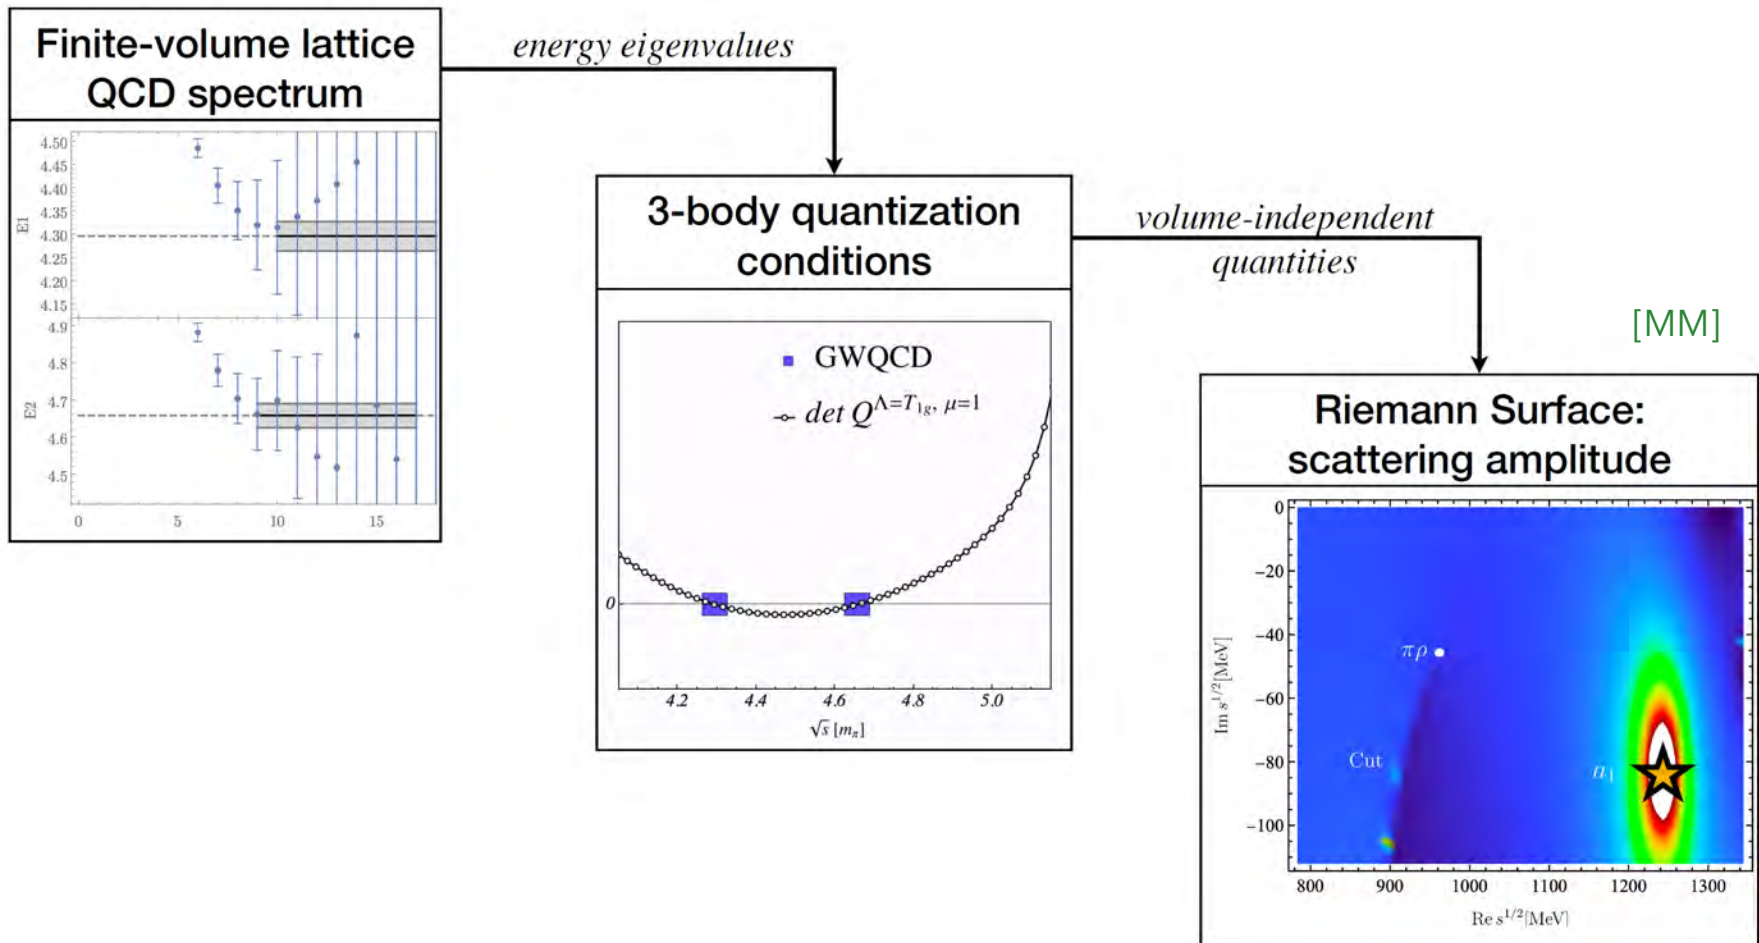 Finite-volume lattice
QCD spectrum
energy eigenvalues
4.50
4.45
4.40
4.35
4.30
4.25
4.20
4.15
E1
4.9
4.8
4.7
4.6
4.5
E2
0 5 10 15
3-body quantization
conditions
GWQCD
det Q^{Λ=T_{1g}, μ=1}
0
4.2 4.4 4.6 4.8 5.0
√s [m_π]
volume-independent
quantities
[MM]
Riemann Surface:
scattering amplitude
0
−20
−40
−60
−80
−100
Im s^{1/2}[MeV]
πρ
Cut
a_1
800 900 1000 1100 1200 1300
Re s^{1/2}[MeV]